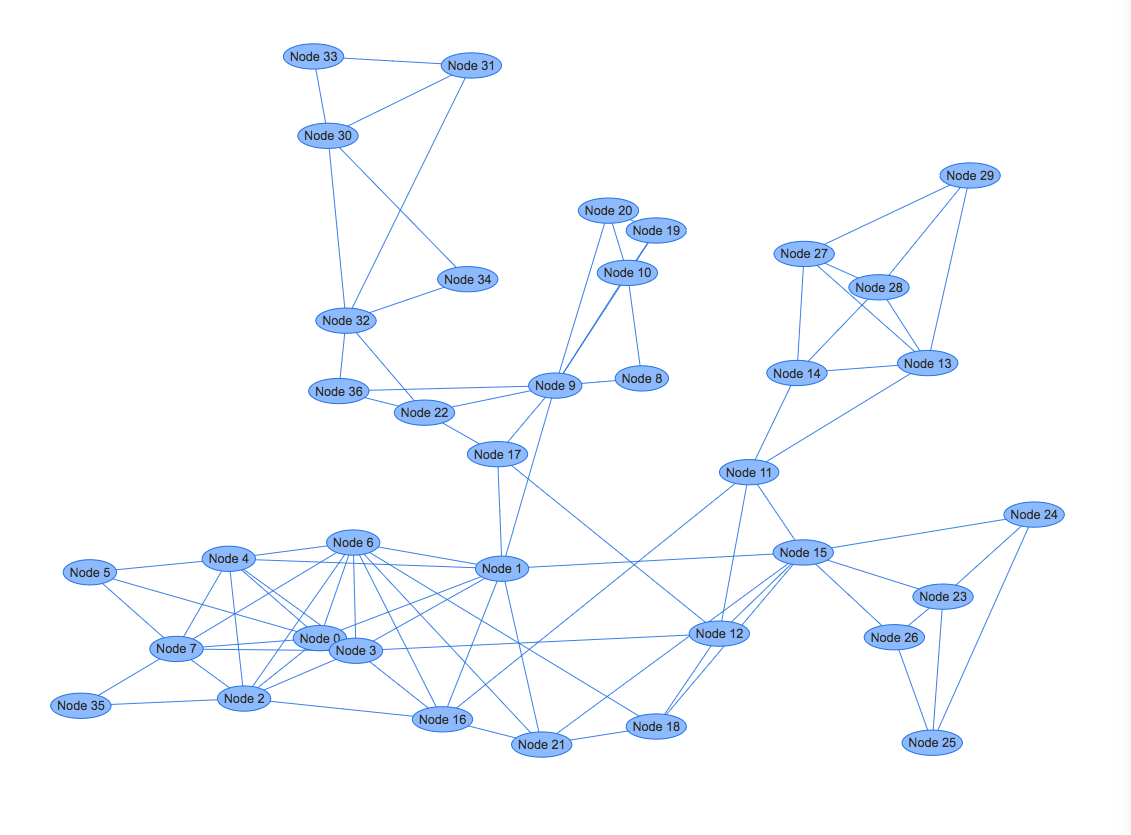 Node 33
Node 31
Node 30
Node 29
Node 20
Node 19
Node 27
Node 10
Node 34
Node 28
Node 32
Node 13
Node 14
Node 8
Node 9
Node 36
Node 22
Node 17
Node 11
Node 24
Node 6
Node 15
Node 4
Node 1
Node 5
Node 23
Node 12
Node 26
Node 0
Node 7
Node 3
Node 2
Node 35
Node 16
Node 18
Node 25
Node 21